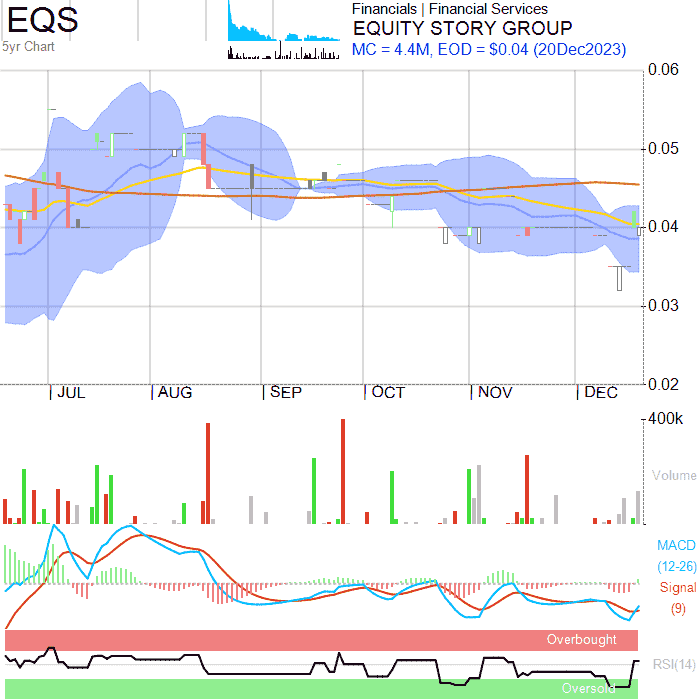 EQS
5yr Chart
Financials | Financial Services
EQUITY STORY GROUP
MC = 4.4M, EOD = $0.04 (20Dec2023)
0.06
0.05
0.04
0.03
0.02
JUL AUG SEP OCT NOV DEC
400k
Volume
MACD
(12-26)
Signal
(9)
Overbought
RSI(14)
Oversold